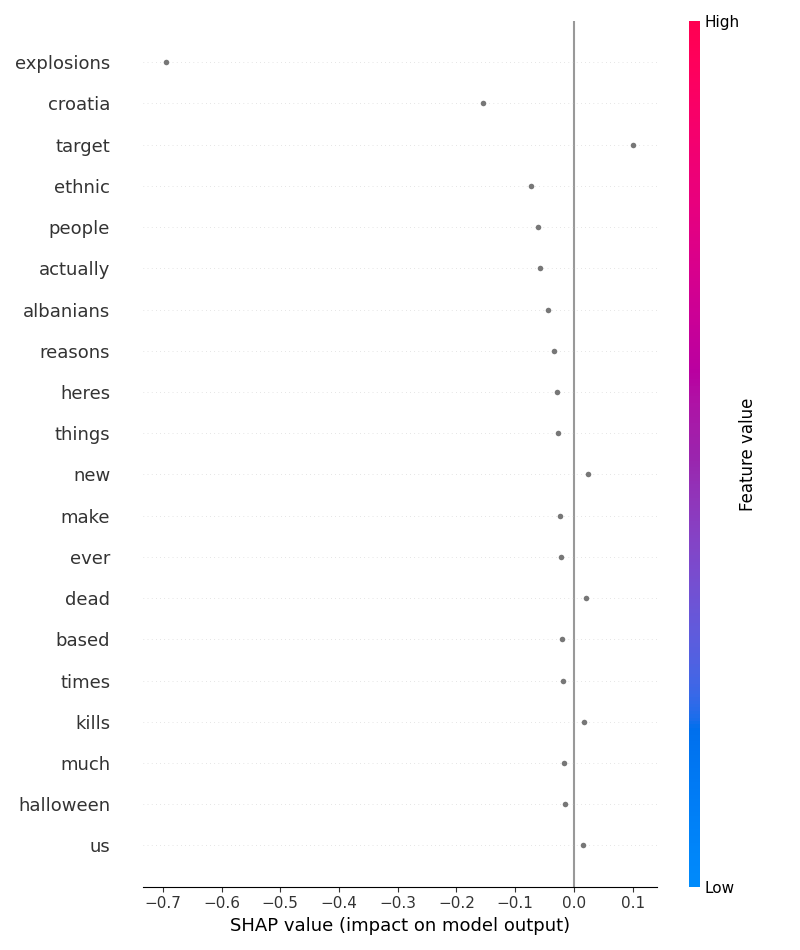 High
explosions
croatia
target
ethnic
people
actually
albanians
reasons
heres
things
new
make
ever
dead
based
times
kills
much
halloween
us
Feature value
Low
−0.7 −0.6 −0.5 −0.4 −0.3 −0.2 −0.1 0.0 0.1
SHAP value (impact on model output)